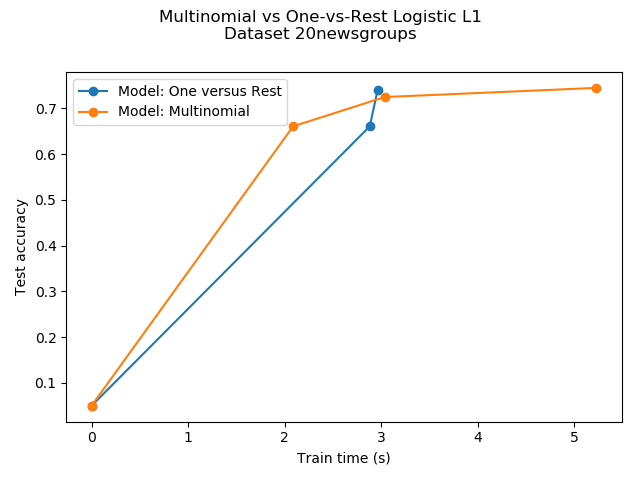 Multinomial vs One-vs-Rest Logistic L1
Dataset 20newsgroups
Model: One versus Rest
Model: Multinomial
0.7
0.6
0.5
0.4
0.3
0.2
0.1
Test accuracy
0 1 2 3 4 5
Train time (s)